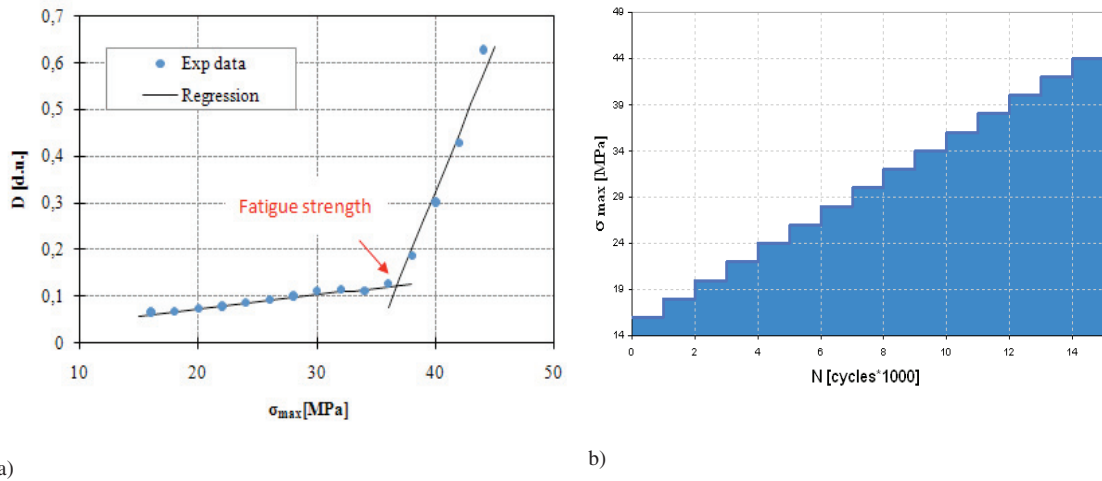 0,7
0,6
0,5
0,4
0,3
0,2
0,1
0
D [d.u.]
Exp data
Regression
Fatigue strength
10 20 30 40 50
σmax[MPa]
a)
49
44
39
34
29
24
19
14
σ max [MPa]
0 2 4 6 8 10 12 14
N [cycles*1000]
b)